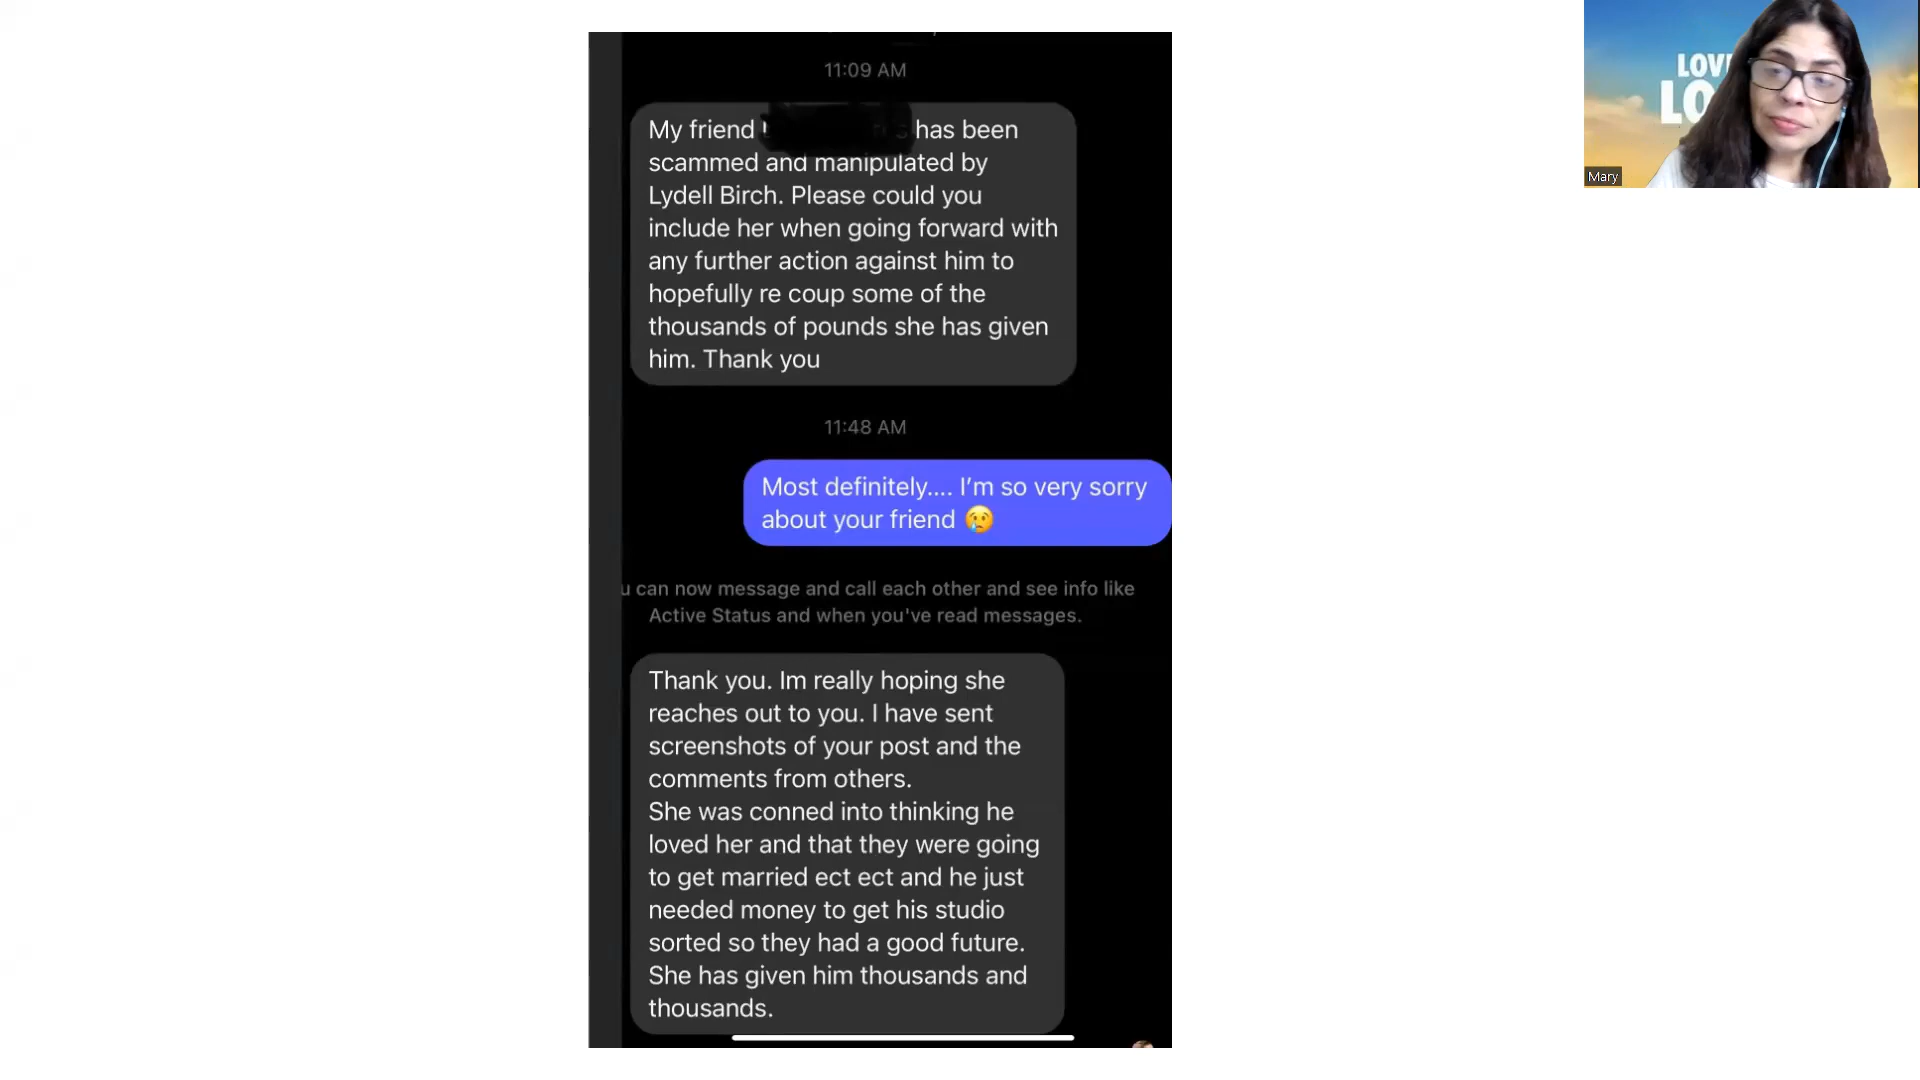 11:09 AM
My friend has been
scammed and manipulated by
Lydell Birch. Please could you
include her when going forward with
any further action against him to
hopefully re coup some of the
thousands of pounds she has given
him. Thank you
11:48 AM
Most definitely.... I’m so very sorry
about your friend 😢
u can now message and call each other and see info like
Active Status and when you've read messages.
Thank you. Im really hoping she
reaches out to you. I have sent
screenshots of your post and the
comments from others.
She was conned into thinking he
loved her and that they were going
to get married ect ect and he just
needed money to get his studio
sorted so they had a good future.
She has given him thousands and
thousands.
LO
Mary